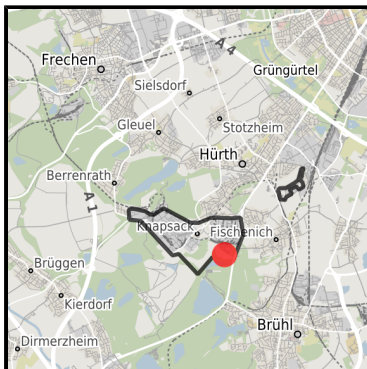 A 4
Frechen
Grüngürtel
Sielsdorf
Gleuel
Stotzheim
Hürth
Berrenrath
A 1
Knapsack
Fischenich
Brüggen
Kierdorf
Brühl
Dirmerzheim